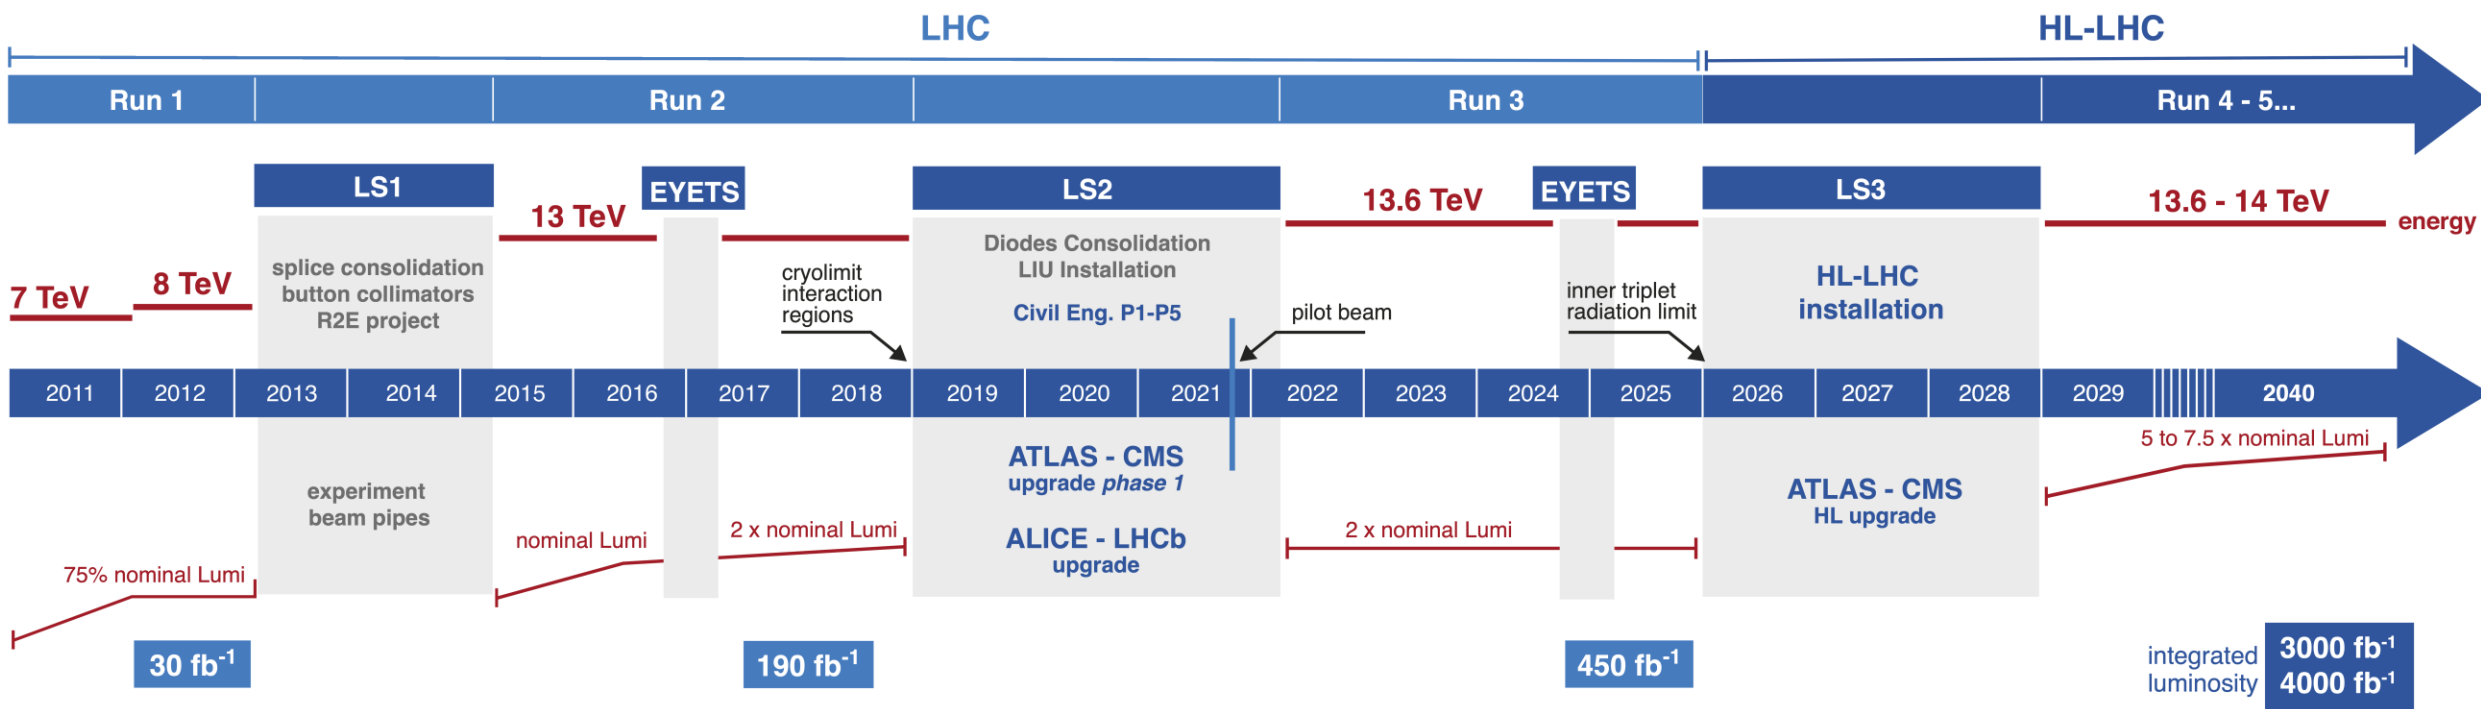 LHC
HL-LHC
Run 1
Run 2
Run 3
Run 4 - 5...
LS1
EYETS
LS2
EYETS
LS3
7 TeV
8 TeV
13 TeV
13.6 TeV
13.6 - 14 TeV
energy
splice consolidation
button collimators
R2E project
cryolimit
interaction
regions
Diodes Consolidation
LIU Installation
Civil Eng. P1-P5
pilot beam
inner triplet
radiation limit
HL-LHC
installation
2011
2012
2013
2014
2015
2016
2017
2018
2019
2020
2021
2022
2023
2024
2025
2026
2027
2028
2029
2040
experiment
beam pipes
ATLAS - CMS
upgrade phase 1
ALICE - LHCb
upgrade
ATLAS - CMS
HL upgrade
75% nominal Lumi
nominal Lumi
2 x nominal Lumi
2 x nominal Lumi
5 to 7.5 x nominal Lumi
30 fb⁻¹
190 fb⁻¹
450 fb⁻¹
integrated
luminosity
3000 fb⁻¹
4000 fb⁻¹